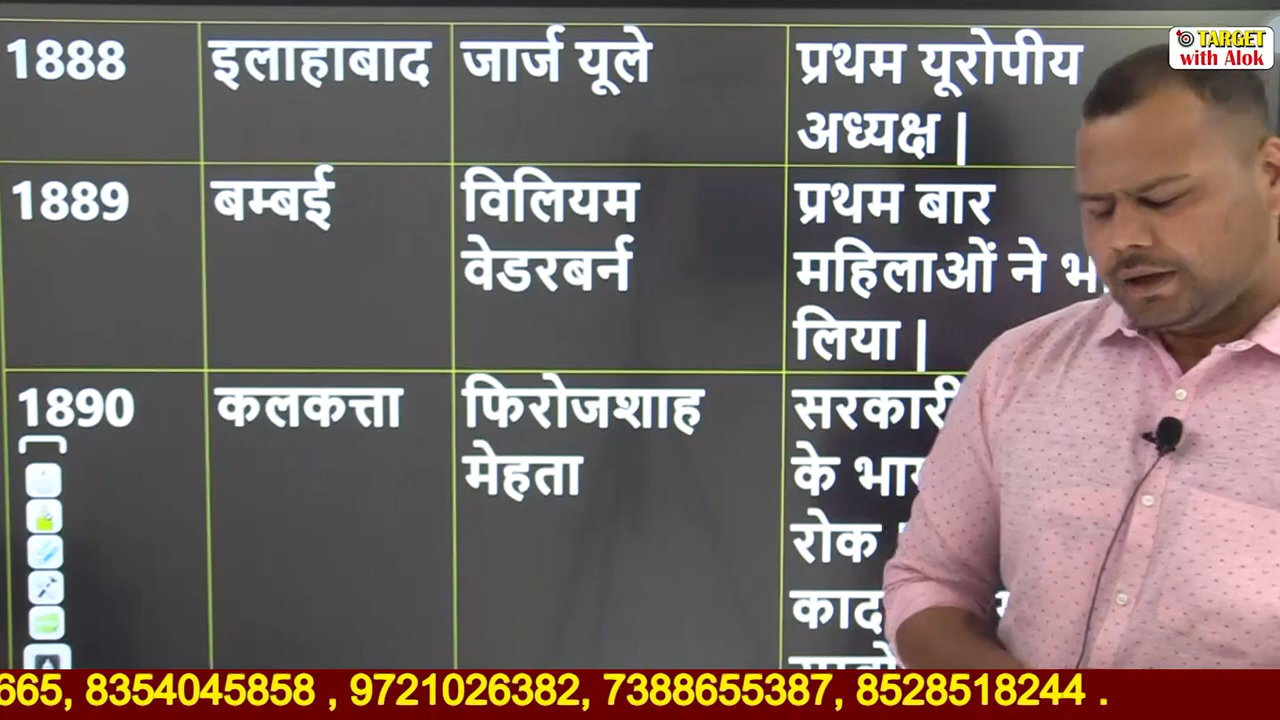 TARGET
with Alok
1888 इलाहाबाद जार्ज यूले प्रथम यूरोपीय
अध्यक्ष |
1889 बम्बई विलियम प्रथम बार
वेडरबर्न महिलाओं ने
लिया |
1890 कलकत्ता फिरोजशाह सरकारी
मेहता के
रोक
665, 8354045858 , 9721026382, 7388655387, 8528518244 .